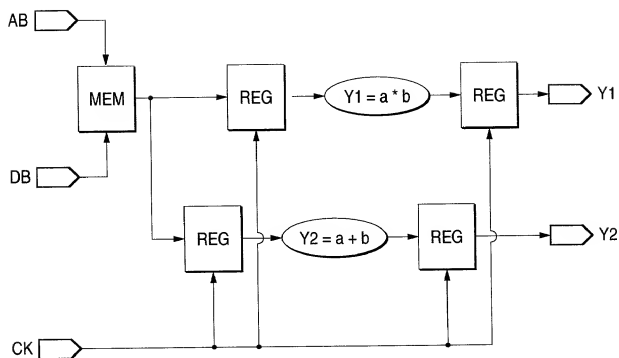 AB
MEM
REG
Y1 = a * b
REG
Y1
DB
REG
Y2 = a + b
REG
Y2
CK